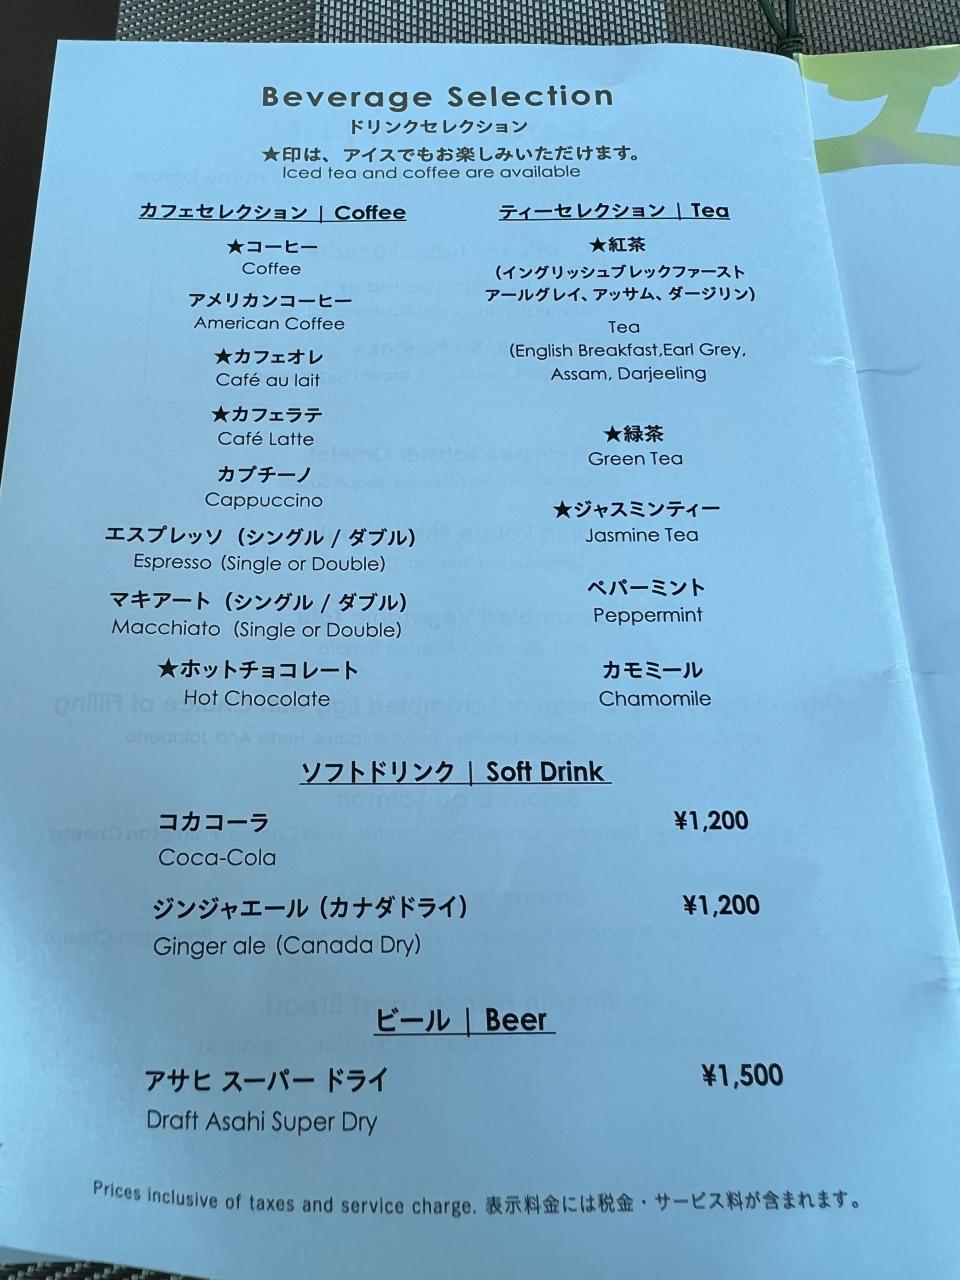 Beverage Selection
ドリンクセレクション
★印は、アイスでもお楽しみいただけます。
Iced tea and coffee are available
カフェセレクション | Coffee
★コーヒー
Coffee
アメリカンコーヒー
American Coffee
★カフェオレ
Café au lait
★カフェラテ
Café Latte
カプチーノ
Cappuccino
エスプレッソ（シングル / ダブル）
Espresso (Single or Double)
マキアート（シングル / ダブル）
Macchiato (Single or Double)
★ホットチョコレート
Hot Chocolate
ティーセレクション | Tea
★紅茶
（イングリッシュブレックファースト
アールグレイ、アッサム、ダージリン）
Tea
(English Breakfast,Earl Grey,
Assam, Darjeeling
★緑茶
Green Tea
★ジャスミンティー
Jasmine Tea
ペパーミント
Peppermint
カモミール
Chamomile
ソフトドリンク | Soft Drink
コカコーラ ¥1,200
Coca-Cola
ジンジャエール（カナダドライ） ¥1,200
Ginger ale (Canada Dry)
ビール | Beer
アサヒ スーパー ドライ ¥1,500
Draft Asahi Super Dry
Prices inclusive of taxes and service charge. 表示料金には税金・サービス料が含まれます。